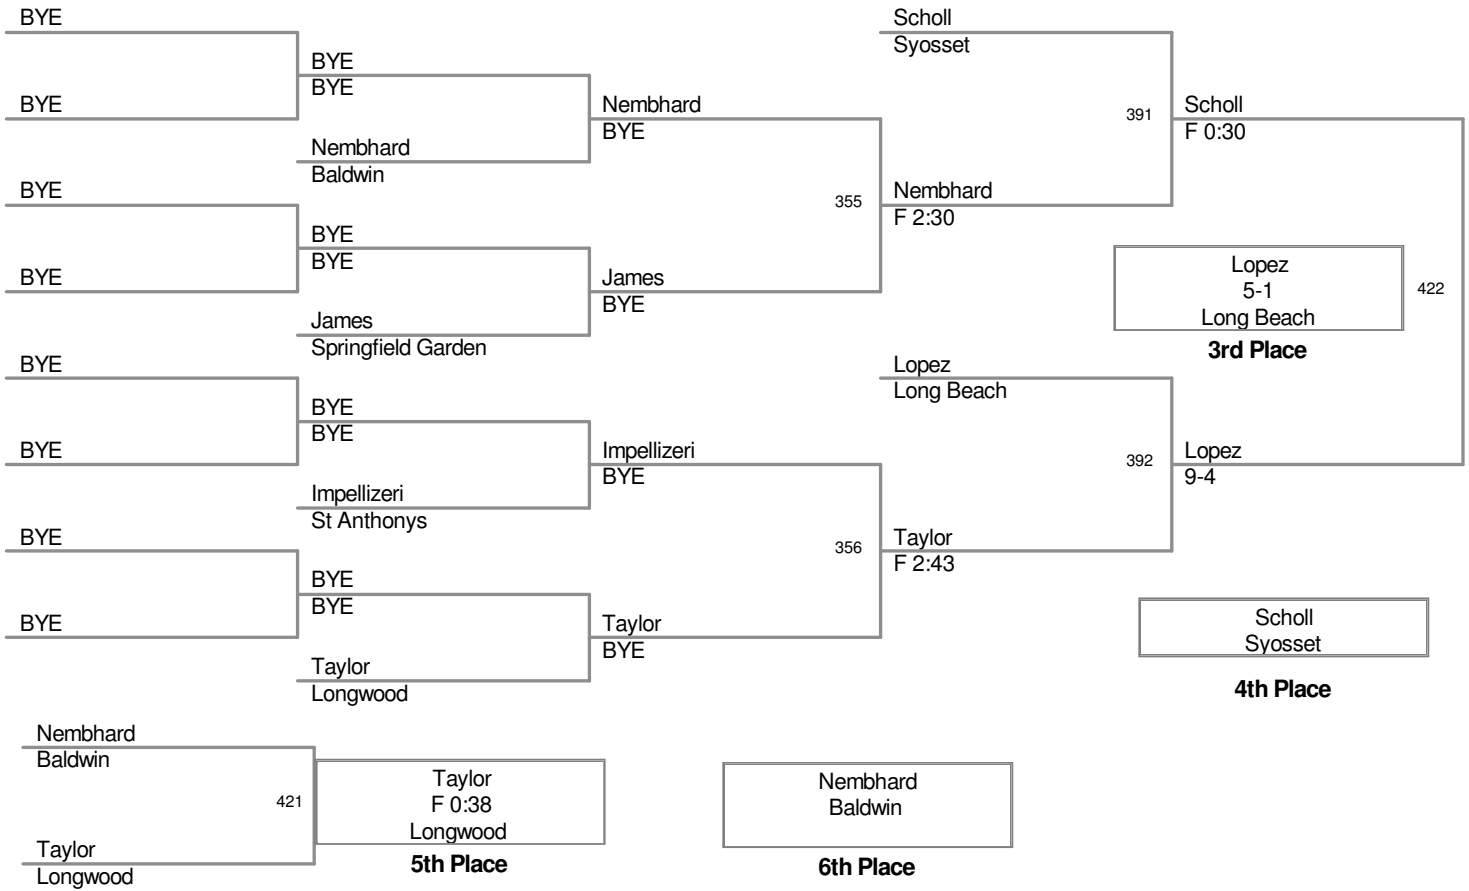 BYE
BYE
BYE
BYE
BYE
BYE
BYE
BYE
BYE
BYE
Nembhard
Baldwin
BYE
BYE
James
Springfield Garden
BYE
BYE
Impellizeri
St Anthonys
BYE
BYE
Taylor
Longwood
Nembhard
BYE
James
BYE
Impellizeri
BYE
Taylor
BYE
355
356
Scholl
Syosset
Nembhard
F 2:30
Lopez
Long Beach
Taylor
F 2:43
391
392
Scholl
F 0:30
Lopez
9-4
422
Lopez
5-1
Long Beach
3rd Place
Scholl
Syosset
4th Place
Nembhard
Baldwin
Taylor
Longwood
421
Taylor
F 0:38
Longwood
5th Place
Nembhard
Baldwin
6th Place